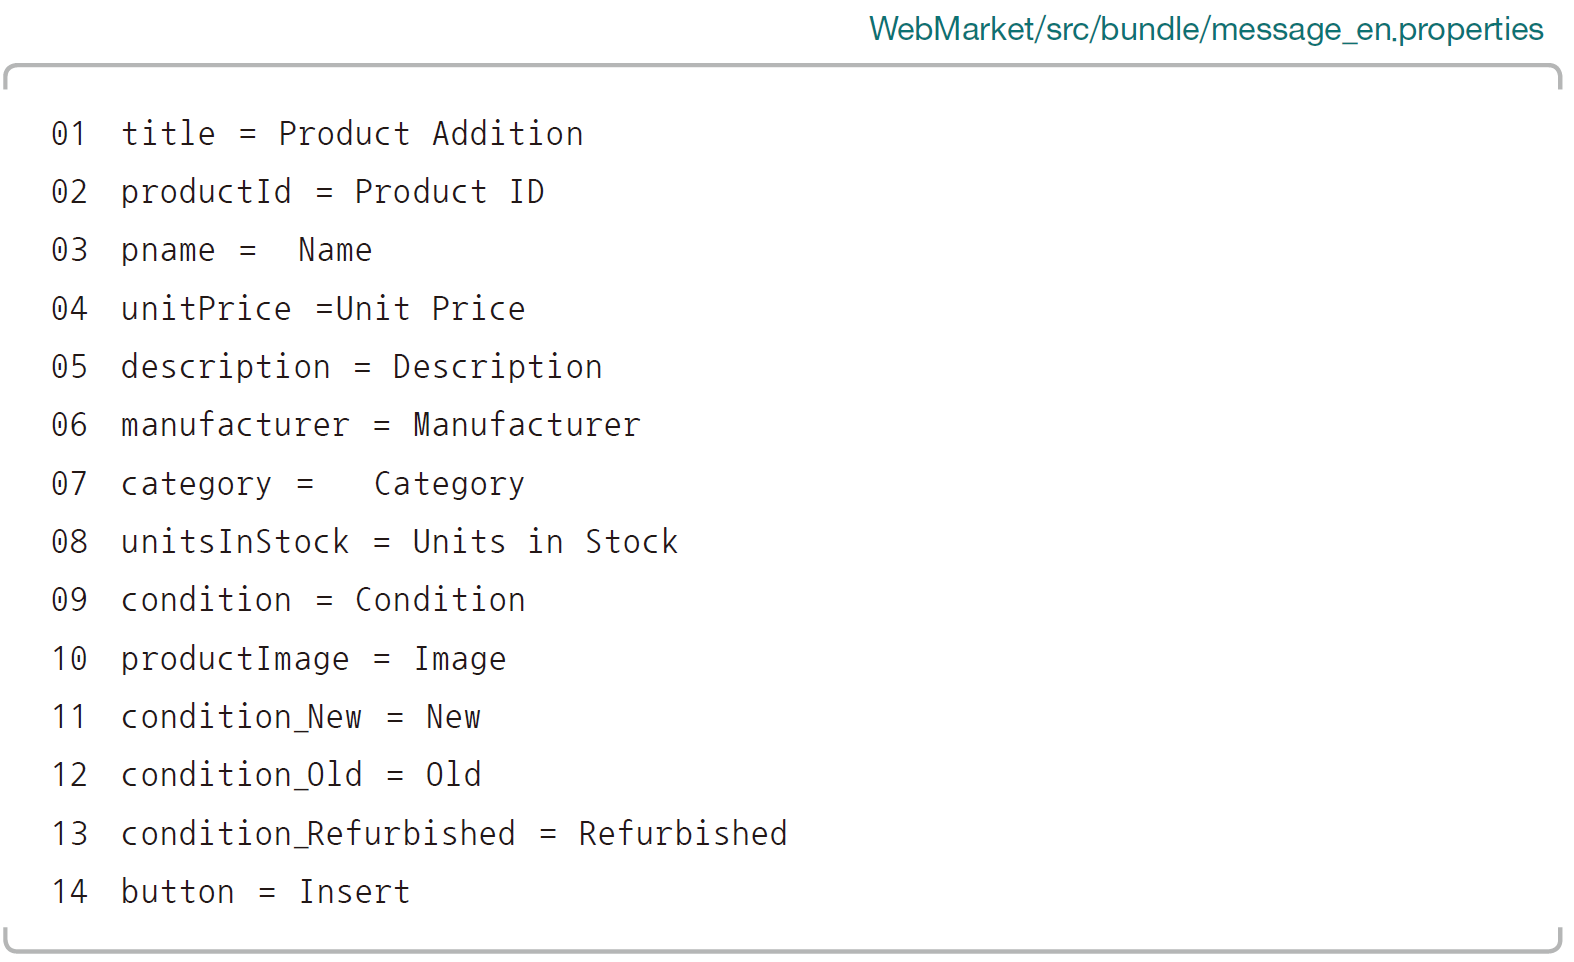 WebMarket/src/bundle/message_en.properties
01 title = Product Addition
02 productId = Product ID
03 pname =  Name
04 unitPrice =Unit Price
05 description = Description
06 manufacturer = Manufacturer
07 category =   Category
08 unitsInStock = Units in Stock
09 condition = Condition
10 productImage = Image
11 condition_New = New
12 condition_Old = Old
13 condition_Refurbished = Refurbished
14 button = Insert